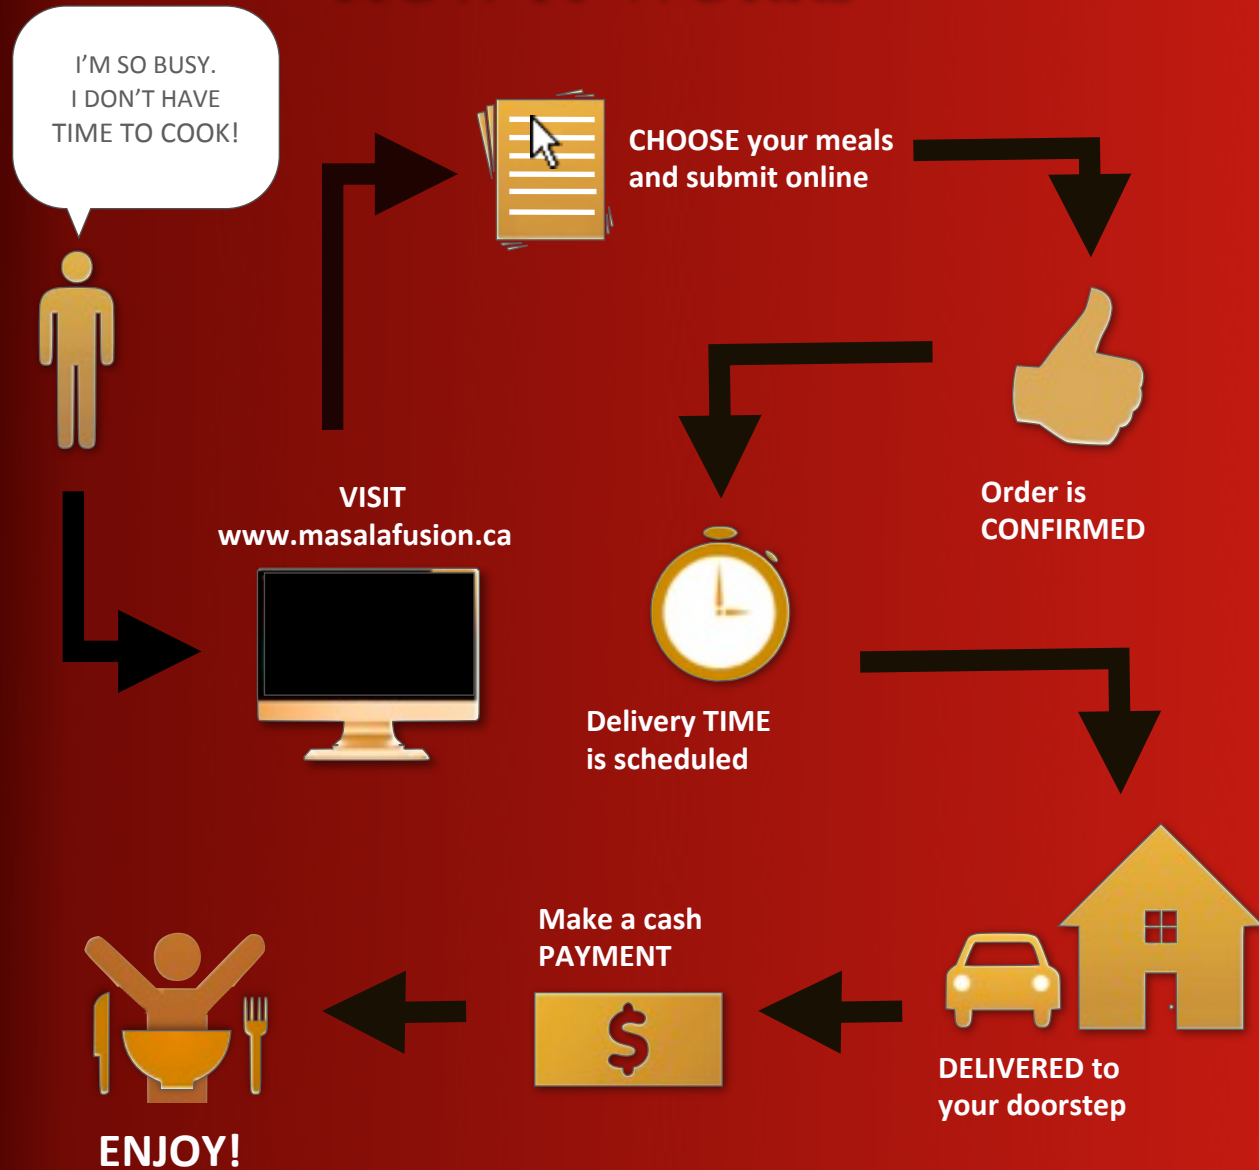 I'M SO BUSY.
I DON'T HAVE
TIME TO COOK!
VISIT
www.masalafusion.ca
CHOOSE your meals
and submit online
Order is
CONFIRMED
Delivery TIME
is scheduled
DELIVERED to
your doorstep
Make a cash
PAYMENT
$
ENJOY!